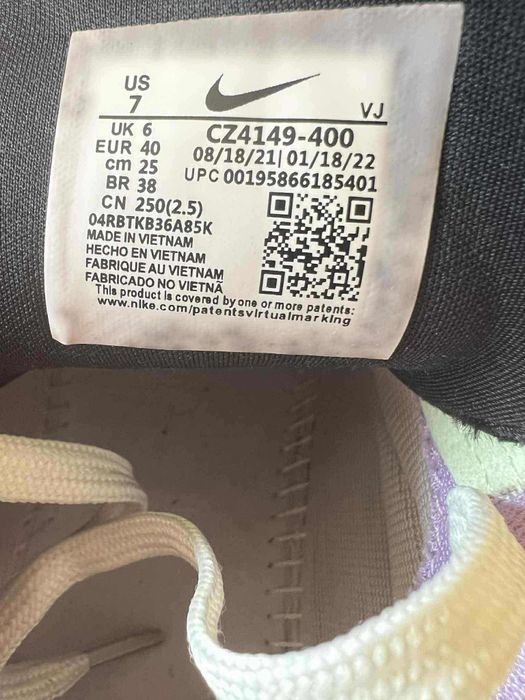 US
7
VJ
UK 6
EUR 40
cm 25
BR 38
CN 250(2.5)
CZ4149-400
08/18/21| 01/18/22
UPC 00195866185401
04RBTKB36A85K
MADE IN VIETNAM
HECHO EN VIETNAM
FABRIQUE AU VIETNAM
FABRICADO NO VIETNÃ
This product is covered by one or more patents:
www.nike.com/patentsvirtualmarking